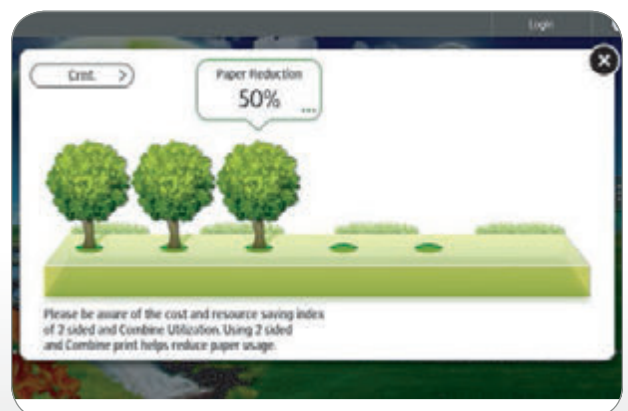 Login
Crnt. >
Paper Reduction
50%
...
Please be aware of the cost and resource saving index
of 2 sided and Combine Utilization. Using 2 sided
and Combine print helps reduce paper usage.